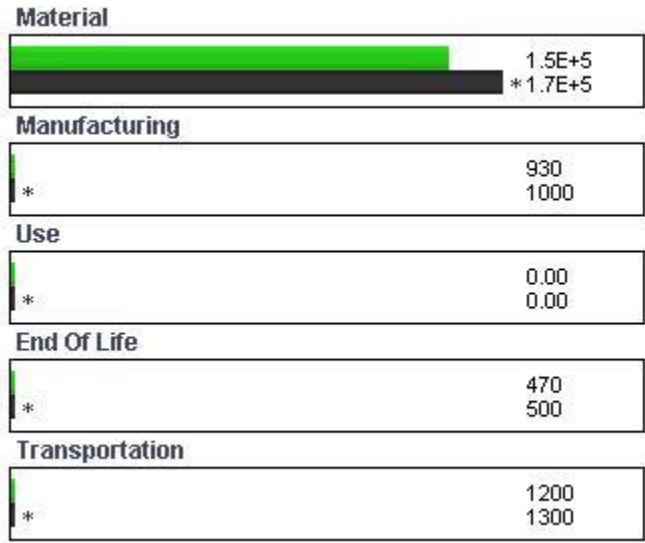 Material
1.5E+5
*1.7E+5
Manufacturing
930
* 1000
Use
0.00
* 0.00
End Of Life
470
* 500
Transportation
1200
* 1300